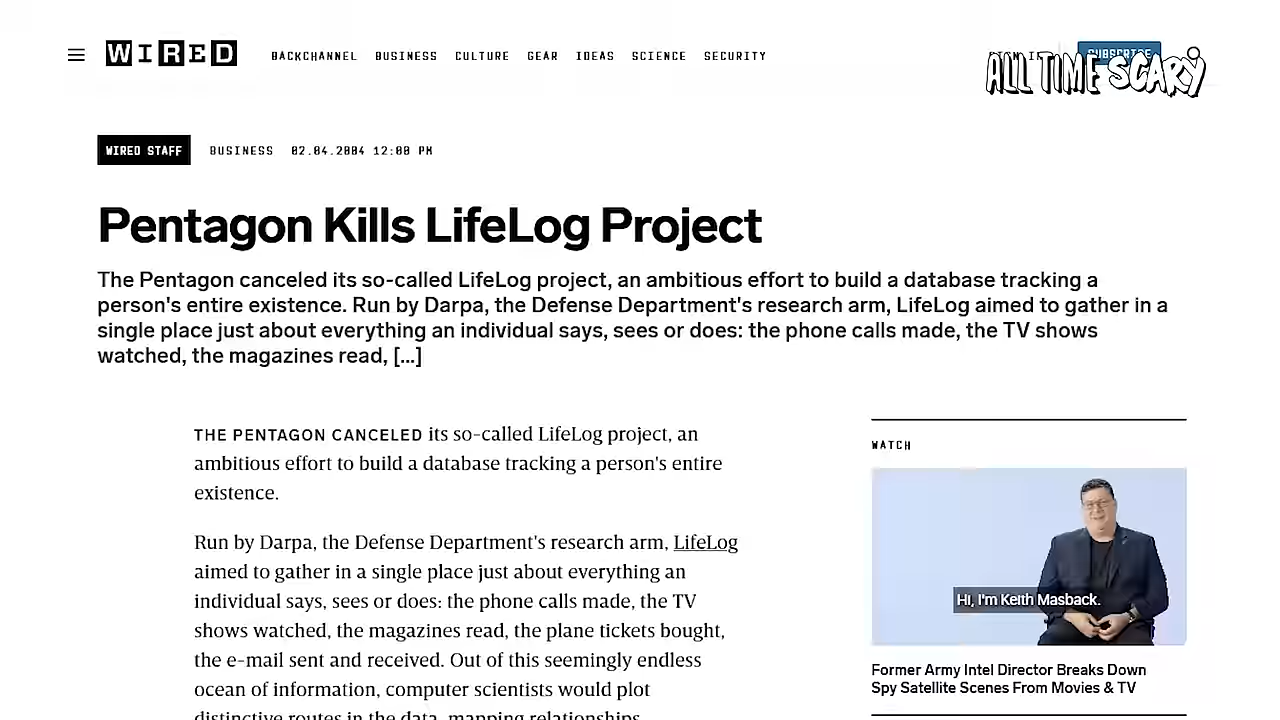 WIRED
BACKCHANNEL BUSINESS CULTURE GEAR IDEAS SCIENCE SECURITY
SUBSCRIBE
ALL TIME SCARY
WIRED STAFF BUSINESS 02.04.2004 12:00 PM
Pentagon Kills LifeLog Project
The Pentagon canceled its so-called LifeLog project, an ambitious effort to build a database tracking a
person's entire existence. Run by Darpa, the Defense Department's research arm, LifeLog aimed to gather in a
single place just about everything an individual says, sees or does: the phone calls made, the TV shows
watched, the magazines read, [...]
THE PENTAGON CANCELED its so-called LifeLog project, an
ambitious effort to build a database tracking a person's entire
existence.
Run by Darpa, the Defense Department's research arm, LifeLog
aimed to gather in a single place just about everything an
individual says, sees or does: the phone calls made, the TV
shows watched, the magazines read, the plane tickets bought,
the e-mail sent and received. Out of this seemingly endless
ocean of information, computer scientists would plot
distinctive routes in the data, mapping relationships,
WATCH
Hi, I'm Keith Masback.
Former Army Intel Director Breaks Down
Spy Satellite Scenes From Movies & TV